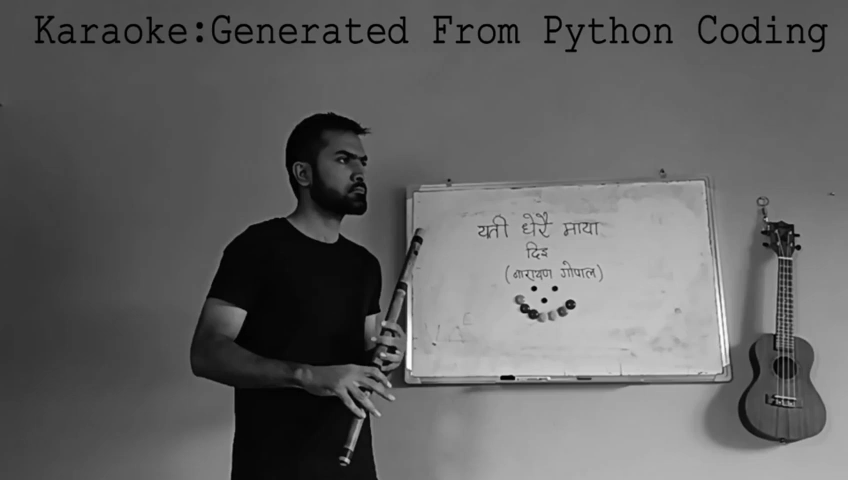 Karaoke:Generated From Python Coding
यती धेरै माया
दिइ
(नारायण गोपाल)